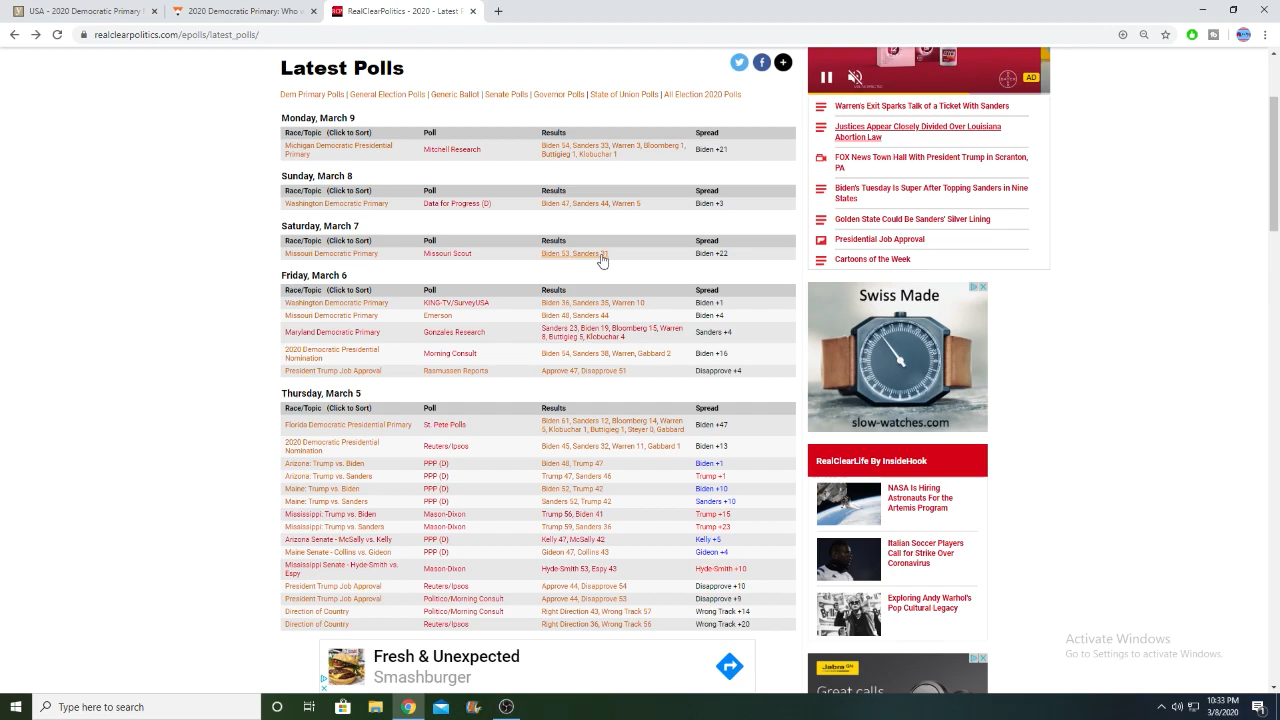 USA - 2020 Democratic Primary F
RealClearPolitics - 2020 - Latest
realclearpolitics.com/epolls/latest_polls/
Latest Polls
Dem Primary Polls | General Election Polls | Generic Ballot | Senate Polls | Governor Polls | State of Union Polls | All Election 2020 Polls
Monday, March 9
Race/Topic (Click to Sort) Poll Results Spread
Michigan Democratic Presidential Primary Mitchell Research Biden 54, Sanders 33, Warren 3, Bloomberg 1, Buttigieg 1, Klobuchar 1 Biden +21
Sunday, March 8
Race/Topic (Click to Sort) Poll Results Spread
Washington Democratic Primary Data for Progress (D) Biden 47, Sanders 44, Warren 5 Biden +3
Saturday, March 7
Race/Topic (Click to Sort) Poll Results Spread
Missouri Democratic Primary Missouri Scout Biden 53, Sanders 31 Biden +22
Friday, March 6
Race/Topic (Click to Sort) Poll Results Spread
Washington Democratic Primary KING-TV/SurveyUSA Biden 36, Sanders 35, Warren 10 Biden +1
Missouri Democratic Primary Emerson Biden 48, Sanders 44 Biden +4
Maryland Democratic Primary Gonzales Research Sanders 23, Biden 19, Bloomberg 15, Warren 8, Buttigieg 5, Klobuchar 4 Sanders +4
2020 Democratic Presidential Nomination Morning Consult Biden 54, Sanders 38, Warren, Gabbard 2 Biden +16
President Trump Job Approval Rasmussen Reports Approve 47, Disapprove 51 Disapprove +4
Thursday, March 5
Race/Topic (Click to Sort) Poll Results Spread
Florida Democratic Presidential Primary St. Pete Polls Biden 61, Sanders 12, Bloomberg 14, Warren 5, Klobuchar 1, Buttigieg 1, Steyer 0, Gabbard Biden +47
2020 Democratic Presidential Nomination Reuters/Ipsos Biden 45, Sanders 32, Warren 11, Gabbard 1 Biden +13
Arizona: Trump vs. Biden PPP (D) Biden 48, Trump 47 Biden +1
Arizona: Trump vs. Sanders PPP (D) Trump 47, Sanders 46 Trump +1
Maine: Trump vs. Biden PPP (D) Biden 52, Trump 42 Biden +10
Maine: Trump vs. Sanders PPP (D) Sanders 52, Trump 42 Sanders +10
Mississippi: Trump vs. Biden Mason-Dixon Trump 56, Biden 41 Trump +15
Mississippi: Trump vs. Sanders Mason-Dixon Trump 59, Sanders 36 Trump +23
Arizona Senate - McSally vs. Kelly PPP (D) Kelly 47, McSally 42 Kelly +5
Maine Senate - Collins vs. Gideon PPP (D) Gideon 47, Collins 43 Gideon +4
Mississippi Senate - Hyde-Smith vs. Espy Mason-Dixon Hyde-Smith 53, Espy 43 Hyde-Smith +10
President Trump Job Approval Reuters/Ipsos Approve 44, Disapprove 54 Disapprove +10
President Trump Job Approval Politico/Morning Consult Approve 44, Disapprove 53 Disapprove +9
Direction of Country Politico/Morning Consult Right Direction 43, Wrong Track 57 Wrong Track +14
Direction of Country Reuters/Ipsos Right Direction 36, Wrong Track 56 Wrong Track +20
Fresh & Unexpected
Smashburger
AD
Warren's Exit Sparks Talk of a Ticket With Sanders
Justices Appear Closely Divided Over Louisiana
Abortion Law
FOX News Town Hall With President Trump in Scranton,
PA
Biden's Tuesday Is Super After Topping Sanders in Nine
States
Golden State Could Be Sanders' Silver Lining
Presidential Job Approval
Cartoons of the Week
Swiss Made
slow-watches.com
RealClearLife By InsideHook
NASA Is Hiring
Astronauts For the
Artemis Program
Italian Soccer Players
Call for Strike Over
Coronavirus
Exploring Andy Warhol's
Pop Cultural Legacy
Jabra GN
Great calls
Activate Windows
Go to Settings to activate Windows.
Type here to search
10:33 PM
3/8/2020